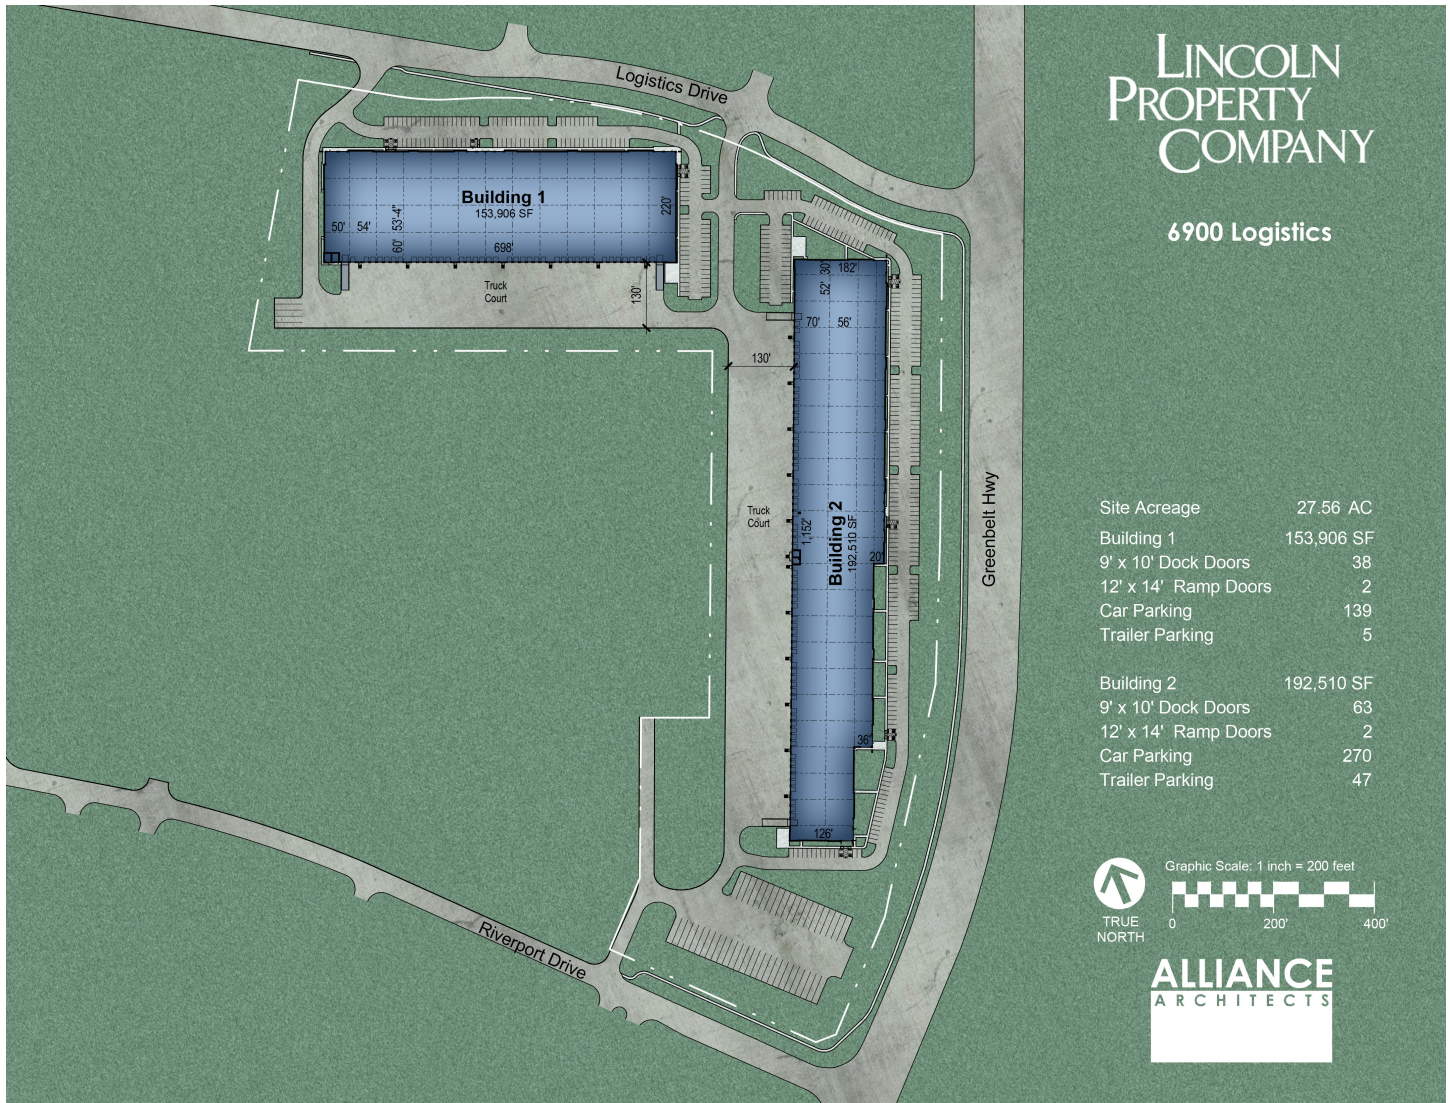 LINCOLN
PROPERTY
COMPANY
6900 Logistics
Logistics Drive
Building 1
153,906 SF
50'
54'
53'-4"
60'
698'
220'
Truck
Court
130'
130'
30'
182'
52'
70'
56'
Truck
Court
1,152'
Building 2
192,510 SF
20'
36'
126'
Greenbelt Hwy
Riverport Drive
Site Acreage 27.56 AC
Building 1 153,906 SF
9' x 10' Dock Doors 38
12' x 14' Ramp Doors 2
Car Parking 139
Trailer Parking 5
Building 2 192,510 SF
9' x 10' Dock Doors 63
12' x 14' Ramp Doors 2
Car Parking 270
Trailer Parking 47
Graphic Scale: 1 inch = 200 feet
TRUE
NORTH
0 200' 400'
ALLIANCE
ARCHITECTS